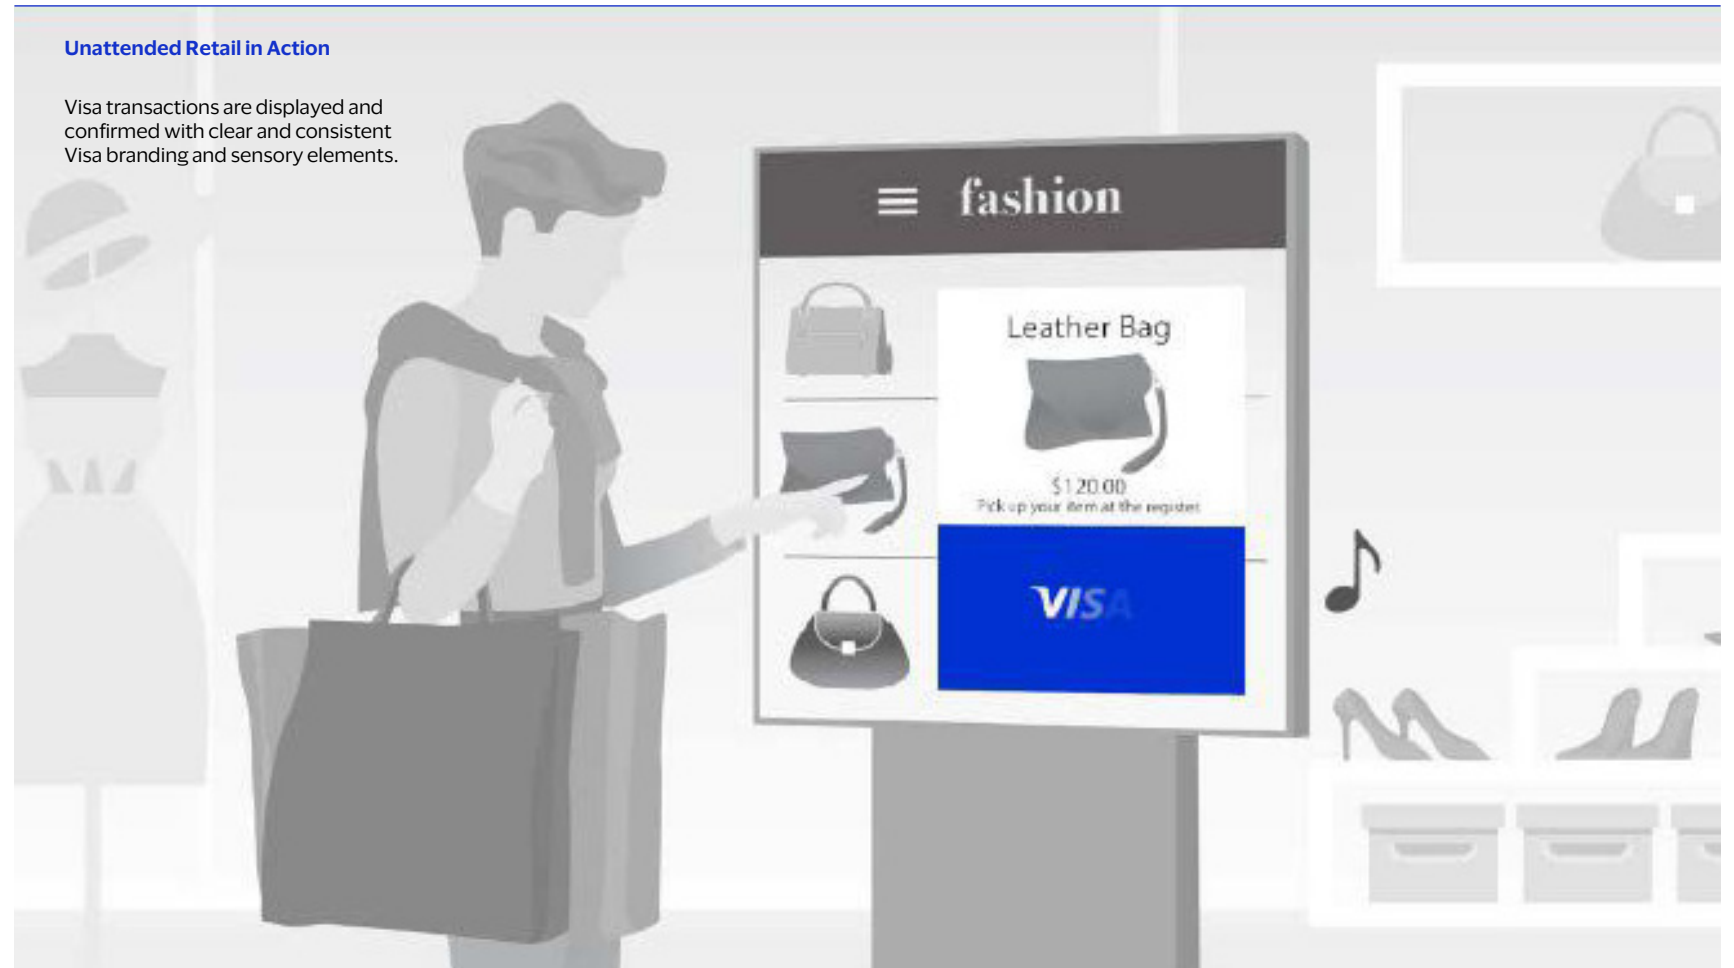 Unattended Retail in Action
Visa transactions are displayed and
confirmed with clear and consistent
Visa branding and sensory elements.
fashion
Leather Bag
$120.00
Pick up your item at the register.
VISA